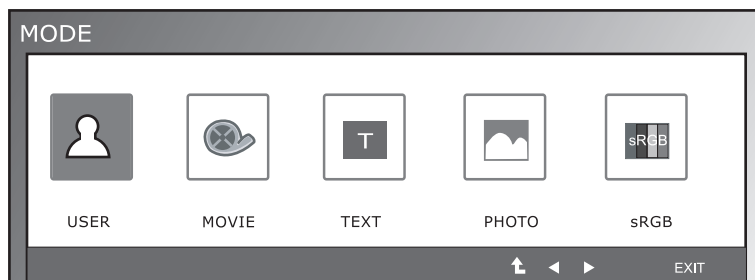 MODE
T
sRGB
USER MOVIE TEXT PHOTO sRGB
EXIT